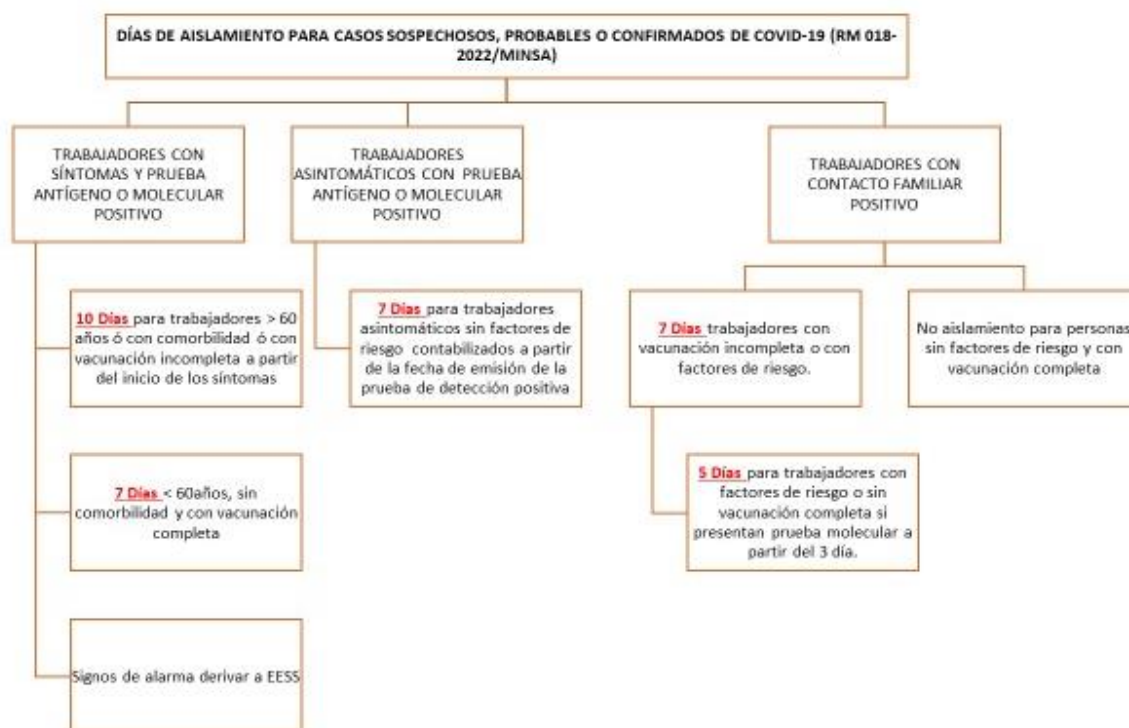 DÍAS DE AISLAMIENTO PARA CASOS SOSPECHOSOS, PROBABLES O CONFIRMADOS DE COVID-19 (RM 018-
2022/MINSA)
TRABAJADORES CON
SÍNTOMAS Y PRUEBA
ANTÍGENO O MOLECULAR
POSITIVO
TRABAJADORES
ASINTOMÁTICOS CON PRUEBA
ANTÍGENO O MOLECULAR
POSITIVO
TRABAJADORES CON
CONTACTO FAMILIAR
POSITIVO
10 Días para trabajadores > 60
años ó con comorbilidad ó con
vacunación incompleta a partir
del inicio de los síntomas
7 Días para trabajadores
asintomáticos sin factores de
riesgo contabilizados a partir
de la fecha de emisión de la
prueba de detección positiva
7 Días trabajadores con
vacunación incompleta o con
factores de riesgo.
No aislamiento para personas
sin factores de riesgo y con
vacunación completa
7 Días < 60años, sin
comorbilidad y con vacunación
completa
5 Días para trabajadores con
factores de riesgo o sin
vacunación completa si
presentan prueba molecular a
partir del 3 día.
Signos de alarma derivar a EESS